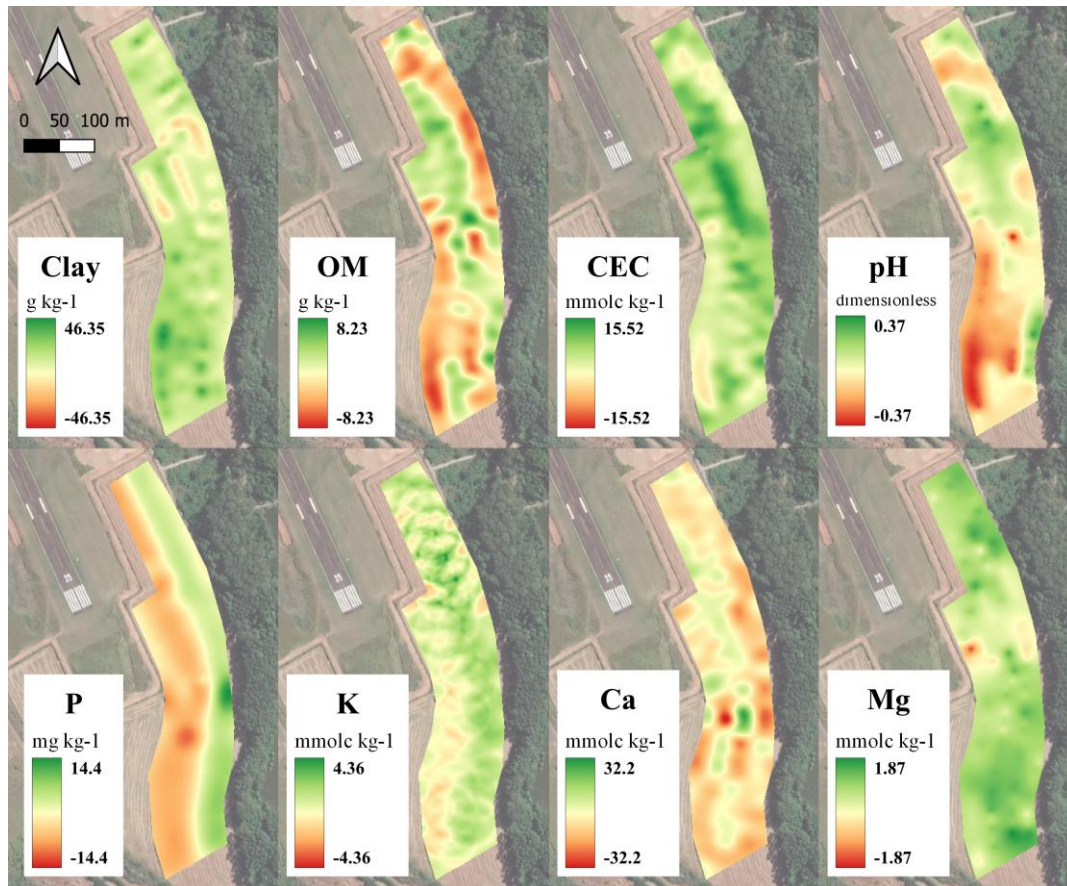 0 50 100 m
Clay
g kg-1
46.35
-46.35
OM
g kg-1
8.23
-8.23
CEC
mmolc kg-1
15.52
-15.52
pH
dimensionless
0.37
-0.37
P
mg kg-1
14.4
-14.4
K
mmolc kg-1
4.36
-4.36
Ca
mmolc kg-1
32.2
-32.2
Mg
mmolc kg-1
1.87
-1.87